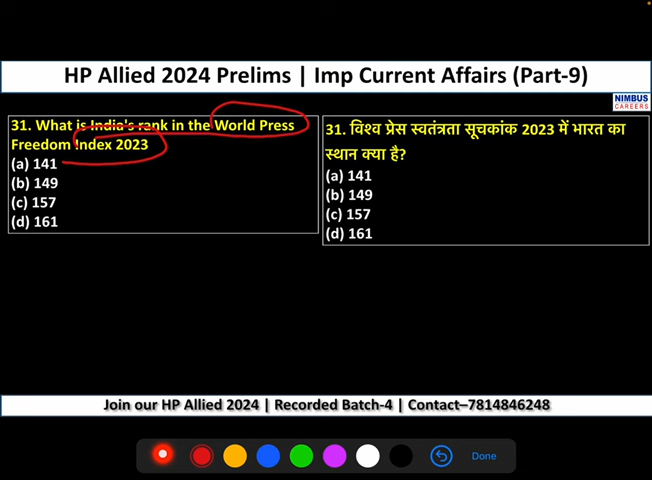 HP Allied 2024 Prelims | Imp Current Affairs (Part-9)
NIMBUS
CAREERS
31. What is India's rank in the World Press
Freedom Index 2023
(a) 141
(b) 149
(c) 157
(d) 161
31. विश्व प्रेस स्वतंत्रता सूचकांक 2023 में भारत का
स्थान क्या है?
(a) 141
(b) 149
(c) 157
(d) 161
Join our HP Allied 2024 | Recorded Batch-4 | Contact–7814846248
Done